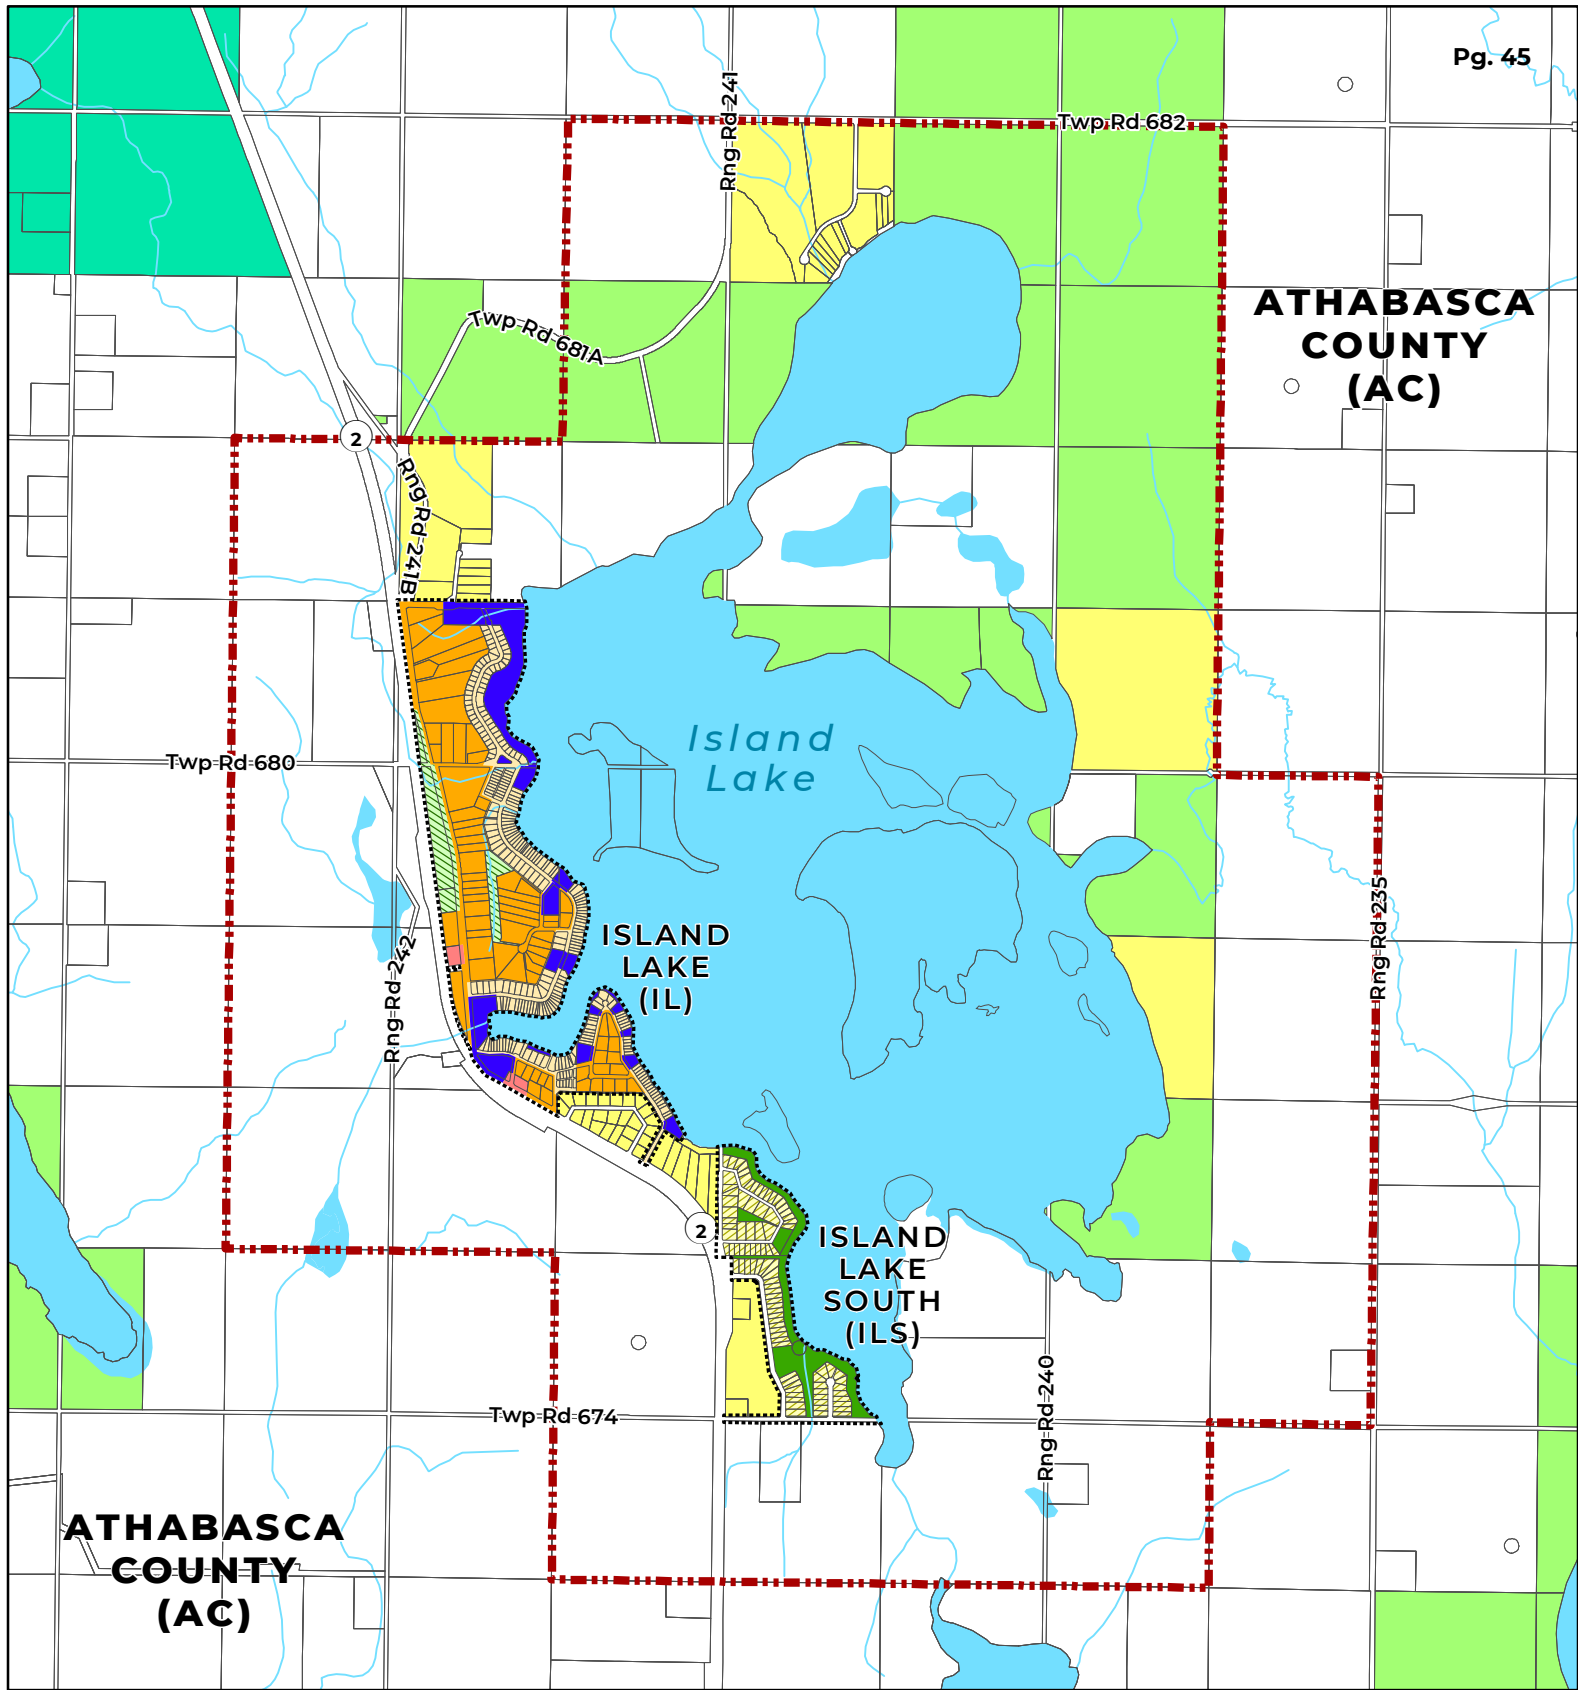 Pg. 45
Rng Rd 241
Twp Rd 682
ATHABASCA
COUNTY
(AC)
Twp Rd 681A
2
Rng Rd 241B
Island
Lake
Twp Rd 680
Rng Rd 235
ISLAND
LAKE
(IL)
Rng Rd 242
2
ISLAND
LAKE
SOUTH
(ILS)
Rng Rd 240
Twp Rd 674
ATHABASCA
COUNTY
(AC)